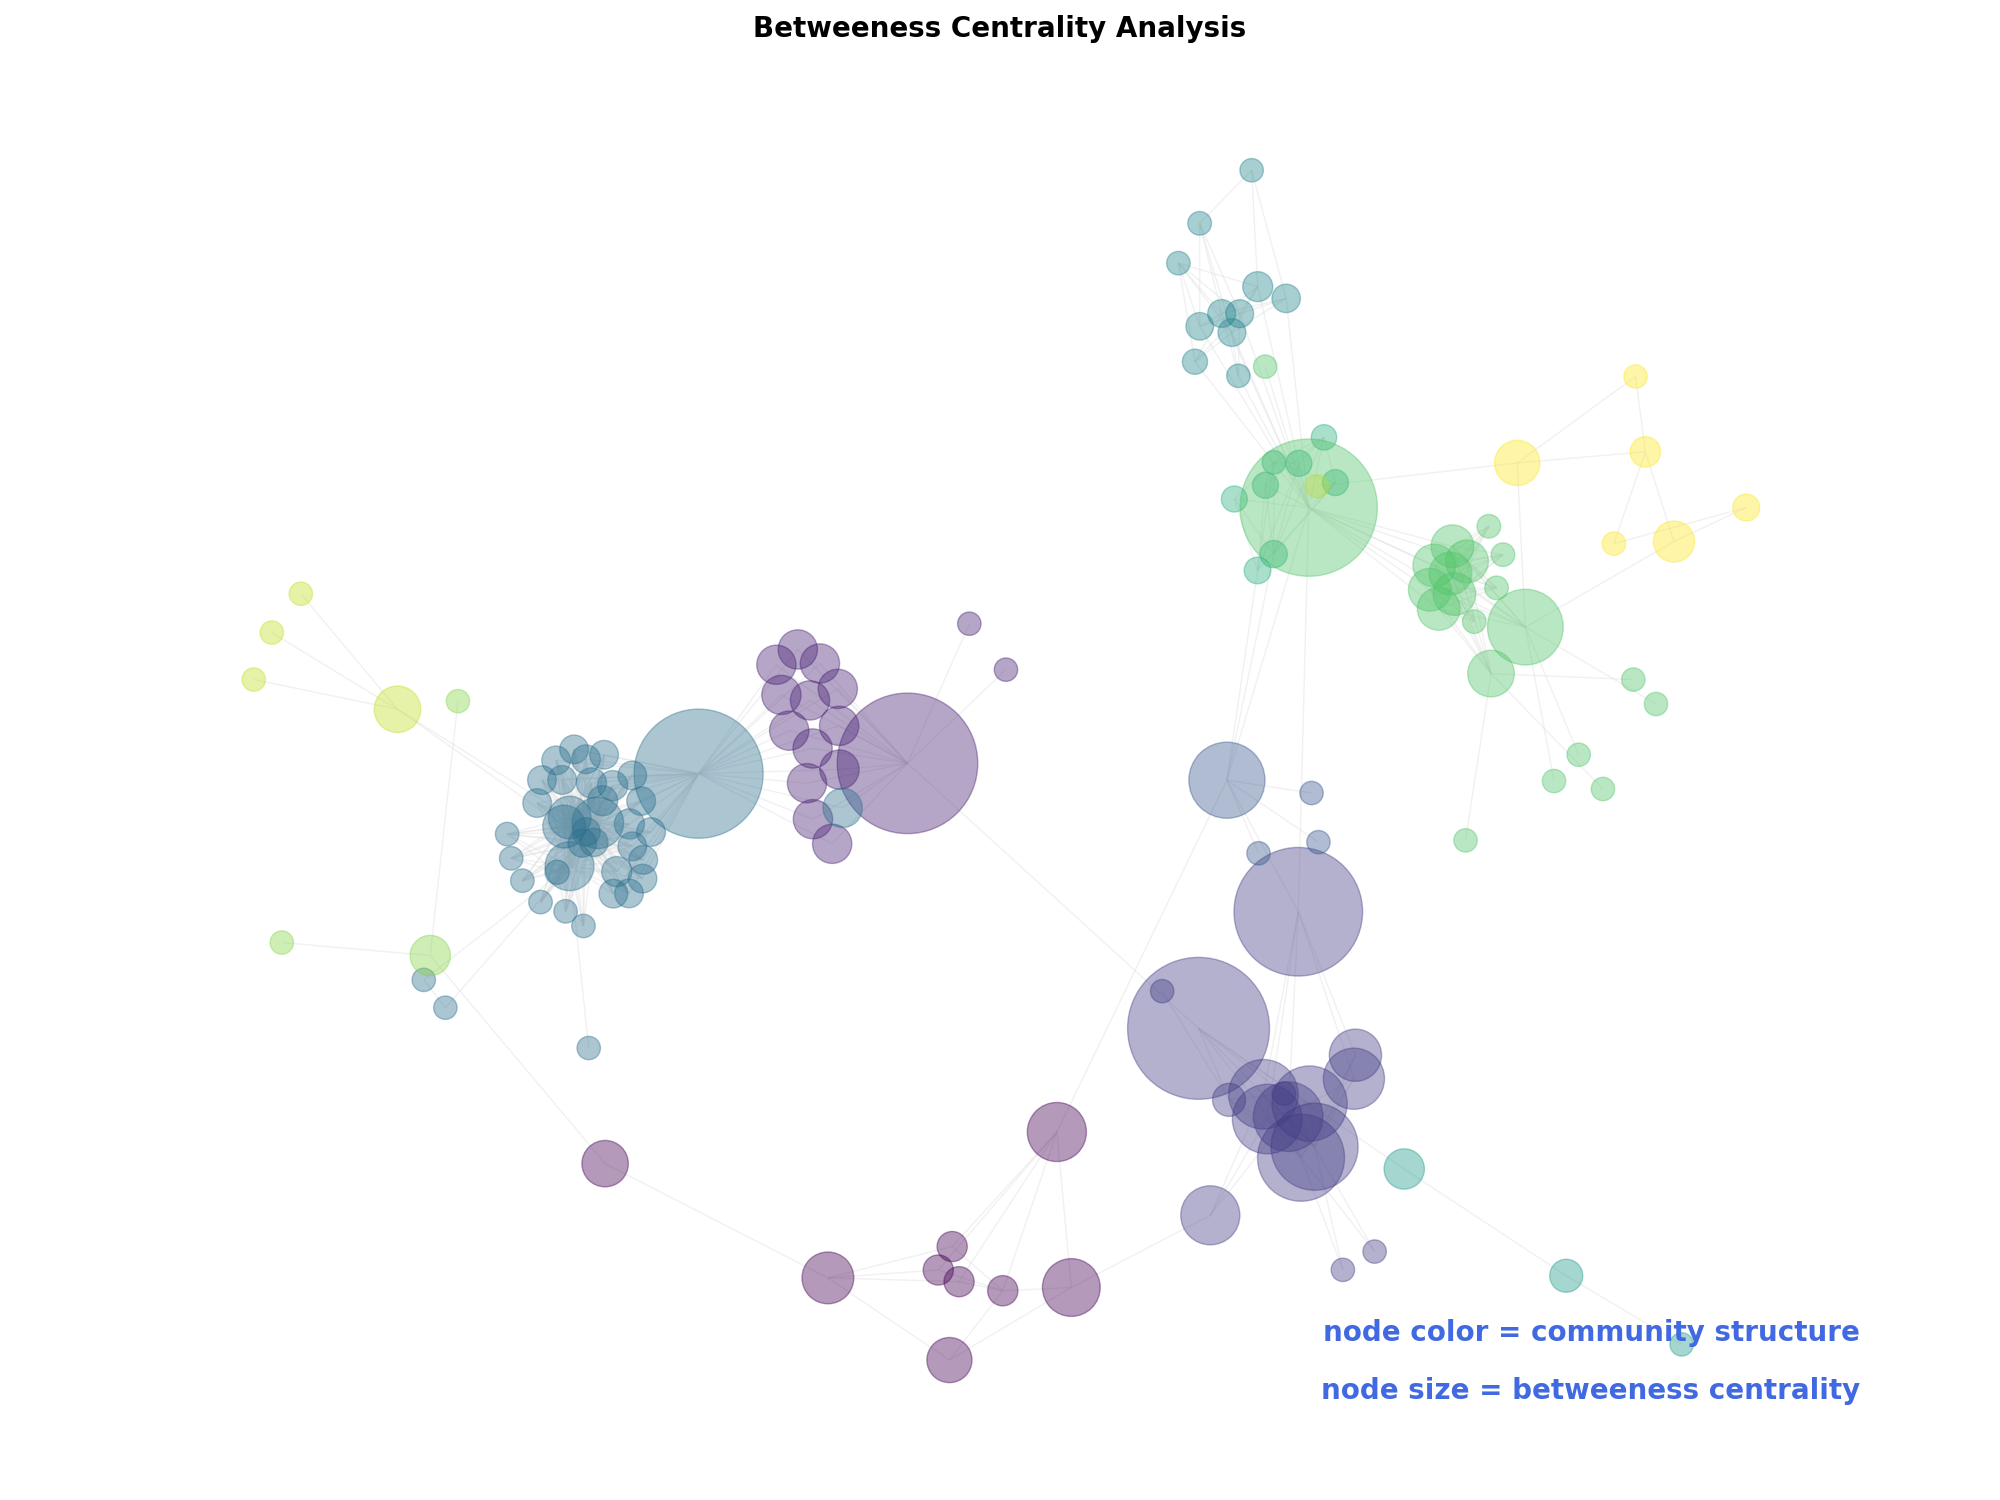 Betweeness Centrality Analysis
node color = community structure
node size = betweeness centrality